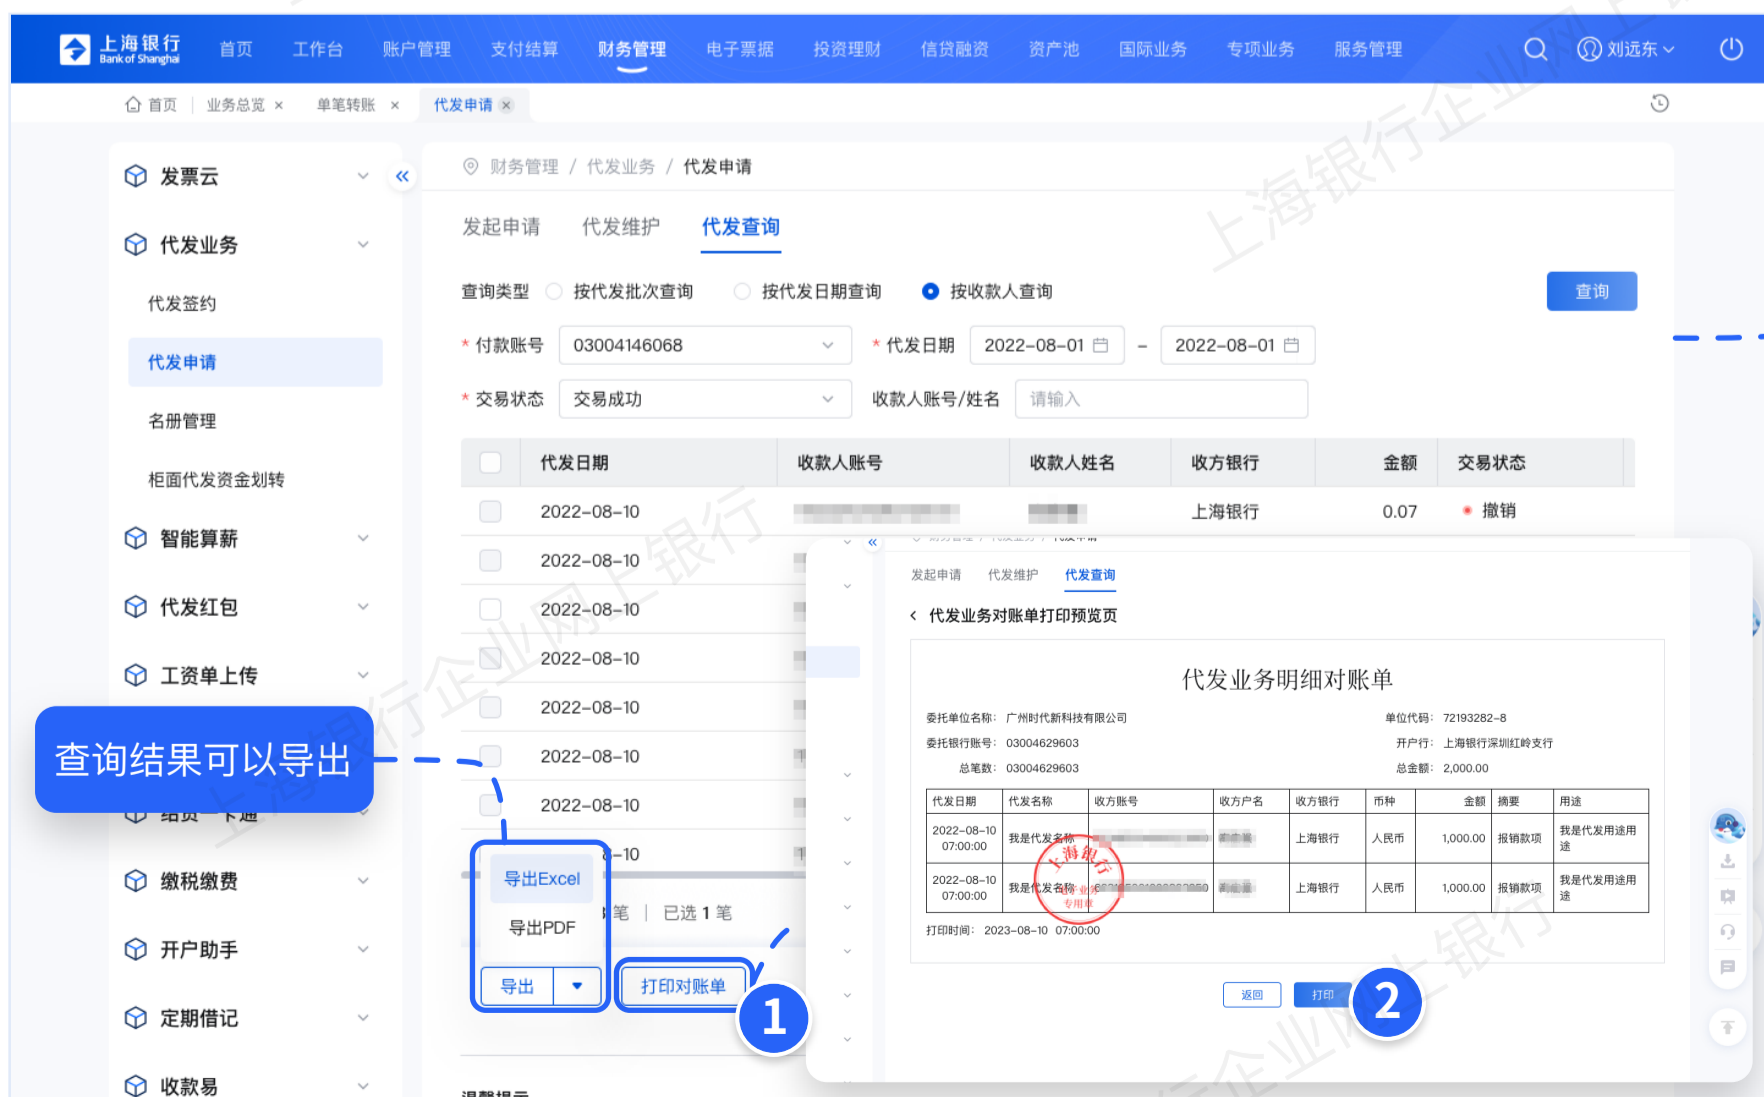 上海银行
Bank of Shanghai
首页 工作台 账户管理 支付结算 财务管理 电子票据 投资理财 信贷融资 资产池 国际业务 专项业务 服务管理 刘远东
首页 业务总览 × 单笔转账 × 代发申请 ×
发票云
代发业务
代发签约
代发申请
名册管理
柜面代发资金划转
智能算薪
代发红包
工资单上传
缴税缴费
开户助手
定期借记
收款易
查询结果可以导出
财务管理 / 代发业务 / 代发申请
发起申请 代发维护 代发查询
查询类型 按代发批次查询 按代发日期查询 按收款人查询 查询
* 付款账号 03004146068 * 代发日期 2022-08-01 - 2022-08-01
* 交易状态 交易成功 收款人账号/姓名 请输入
代发日期 收款人账号 收款人姓名 收方银行 金额 交易状态
2022-08-10 上海银行 0.07 撤销
2022-08-10
2022-08-10
2022-08-10
2022-08-10
2022-08-10
2022-08-10
8-10
导出Excel
笔 | 已选 1 笔
导出PDF
导出 打印对账单
1
发起申请 代发维护 代发查询
< 代发业务对账单打印预览页
代发业务明细对账单
委托单位名称: 广州时代新科技有限公司 单位代码: 72193282-8
委托银行账号: 03004629603 开户行: 上海银行深圳红岭支行
总笔数: 03004629603 总金额: 2,000.00
代发日期 代发名称 收方账号 收方户名 收方银行 币种 金额 摘要 用途
2022-08-10 07:00:00 我是代发名称 上海银行 人民币 1,000.00 报销款项 我是代发用途用途
2022-08-10 07:00:00 我是代发名称 上海银行 人民币 1,000.00 报销款项 我是代发用途用途
上海银行
专用章
打印时间: 2023-08-10 07:00:00
返回 打印
2
上海银行企业网上银行